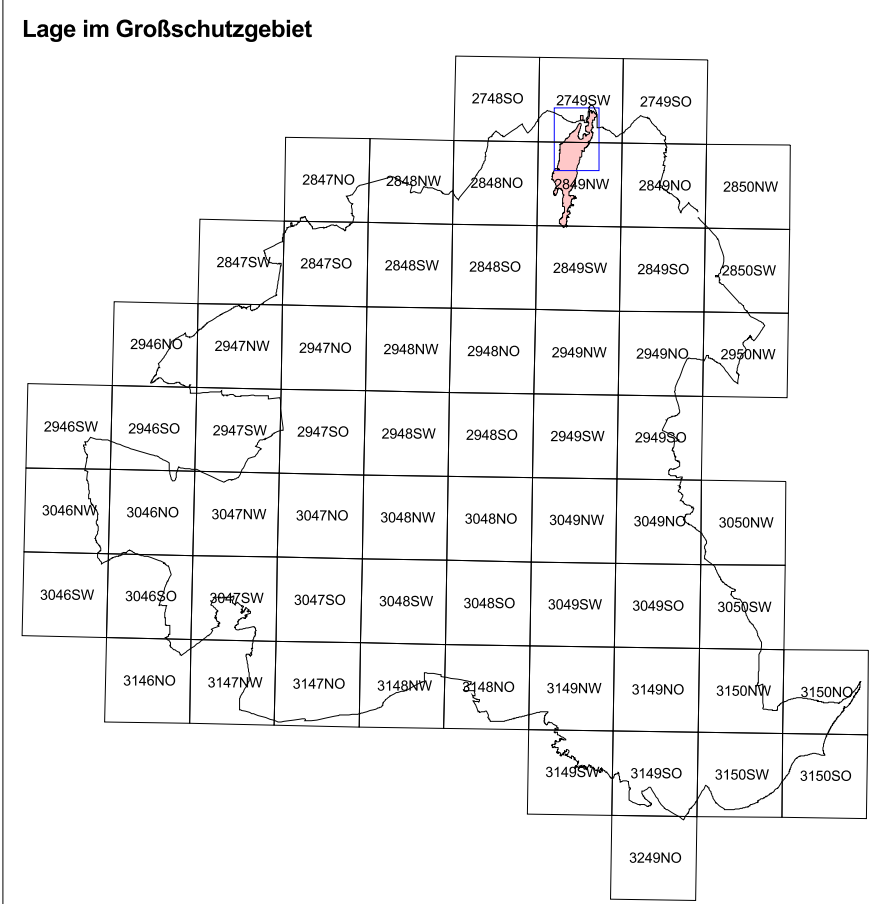 Lage im Großschutzgebiet
2748SO 2749SW 2749SO
2847NO 2848NW 2848NO 2849NW 2849NO 2850NW
2847SW 2847SO 2848SW 2848SO 2849SW 2849SO 2850SW
2946NO 2947NW 2947NO 2948NW 2948NO 2949NW 2949NO 2950NW
2946SW 2946SO 2947SW 2947SO 2948SW 2948SO 2949SW 2949SO
3046NW 3046NO 3047NW 3047NO 3048NW 3048NO 3049NW 3049NO 3050NW
3046SW 3046SO 3047SW 3047SO 3048SW 3048SO 3049SW 3049SO 3050SW
3146NO 3147NW 3147NO 3148NW 3148NO 3149NW 3149NO 3150NW 3150NO
3149SW 3149SO 3150SW 3150SO
3249NO